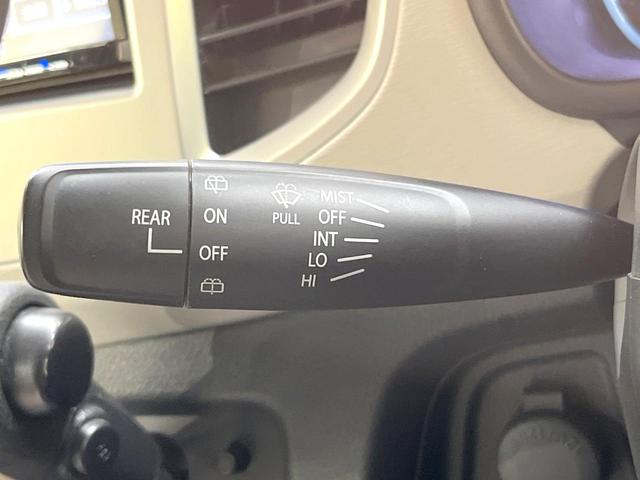 REAR
ON
OFF
PULL
MIST
OFF
INT
LO
HI